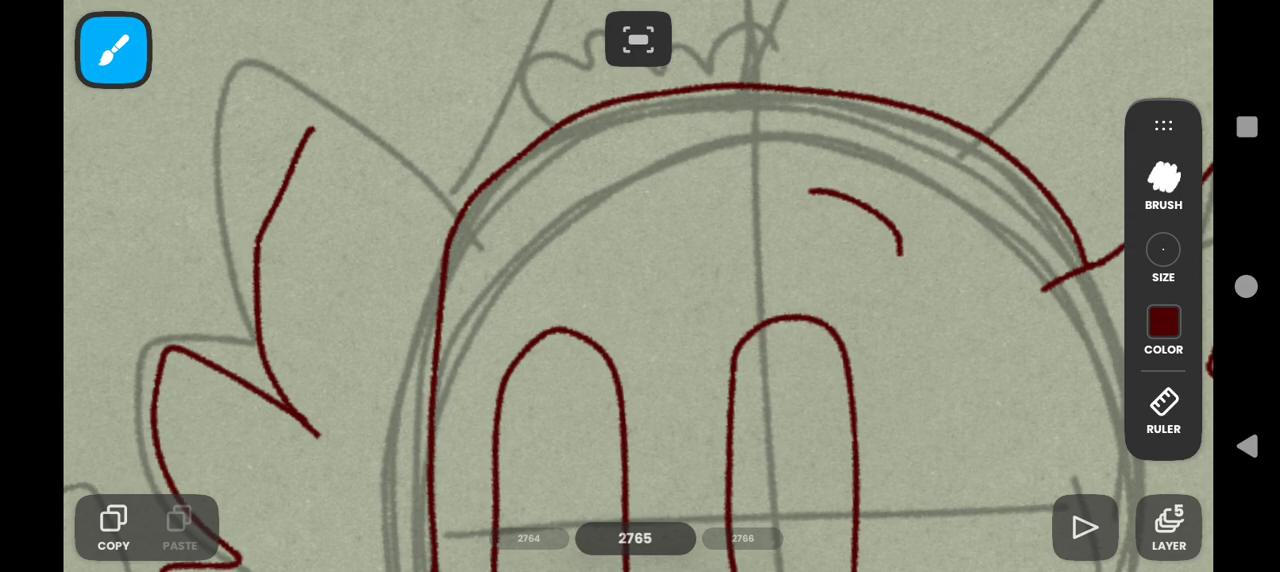 BRUSH
SIZE
COLOR
RULER
COPY
PASTE
2764
2765
2766
5
LAYER